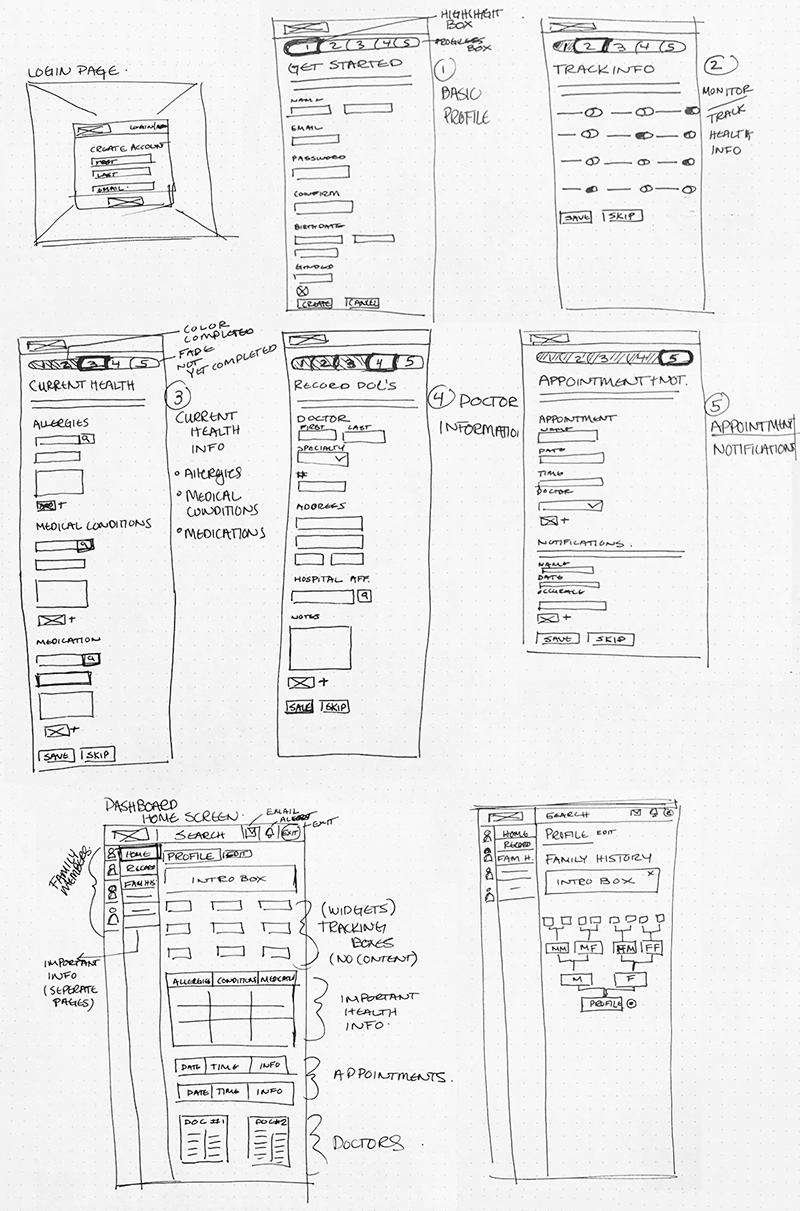 LOGIN PAGE.
LOGIN/
CREATE ACCOUNT
FIRST
LAST
EMAIL.
HIGHLIGHT
BOX
PROGRESS
BOX
1 2 3 4 5
GET STARTED
NAME
EMAIL
PASSWORD
CONFIRM
BIRTHDATE
GENDER
CREATE CANCEL
1
BASIC
PROFILE
2 3 4 5
TRACK INFO
SAVE SKIP
2
MONITOR
TRACK
HEALTH
INFO
COLOR
COMPLETED
FADE
NOT
YET COMPLETED
1 2 3 4 5
CURRENT HEALTH
ALLERGIES
+
MEDICAL CONDITIONS
+
MEDICATION
+
SAVE SKIP
3
CURRENT
HEALTH
INFO
• AllERGIES
• MEDICAL
CONDITIONS
• MEDICATIONS
1 2 3 4 5
RECORD DOC'S
DOCTOR
FIRST LAST
SPECIALTY
#
ADDRESS
HOSPITAL AFF.
NOTES
+
SAVE SKIP
4 DOCTOR
INFORMATION
1 2 3 4 5
APPOINTMENT + NOT.
APPOINTMENT
NAME
DATE
TIME
DOCTOR
+
NOTIFICATIONS.
NAME
DATE
+
SAVE SKIP
5
APPOINTMENT
NOTIFICATIONS
DASHBOARD
HOME SCREEN.
EMAIL
ALERT
EXIT
SEARCH EXIT
FAMILY
MEMBERS
HOME
RECORD
FAM HIS
PROFILE EDIT
INTRO BOX
(WIDGETS)
TRACKING
BOXES
(NO CONTENT)
IMPORTANT
INFO
(SEPERATE
PAGES)
ALLERGIES CONDITIONS MEDICATN
IMPORTANT
HEALTH
INFO.
DATE TIME INFO
DATE TIME INFO
APPOINTMENTS.
DOC #1 DOC #2
DOCTORS.
SEARCH
HOME
RECORD
FAM H.
PROFILE EDIT
FAMILY HISTORY
INTRO BOX X
MM MF FM FF
M F
PROFILE